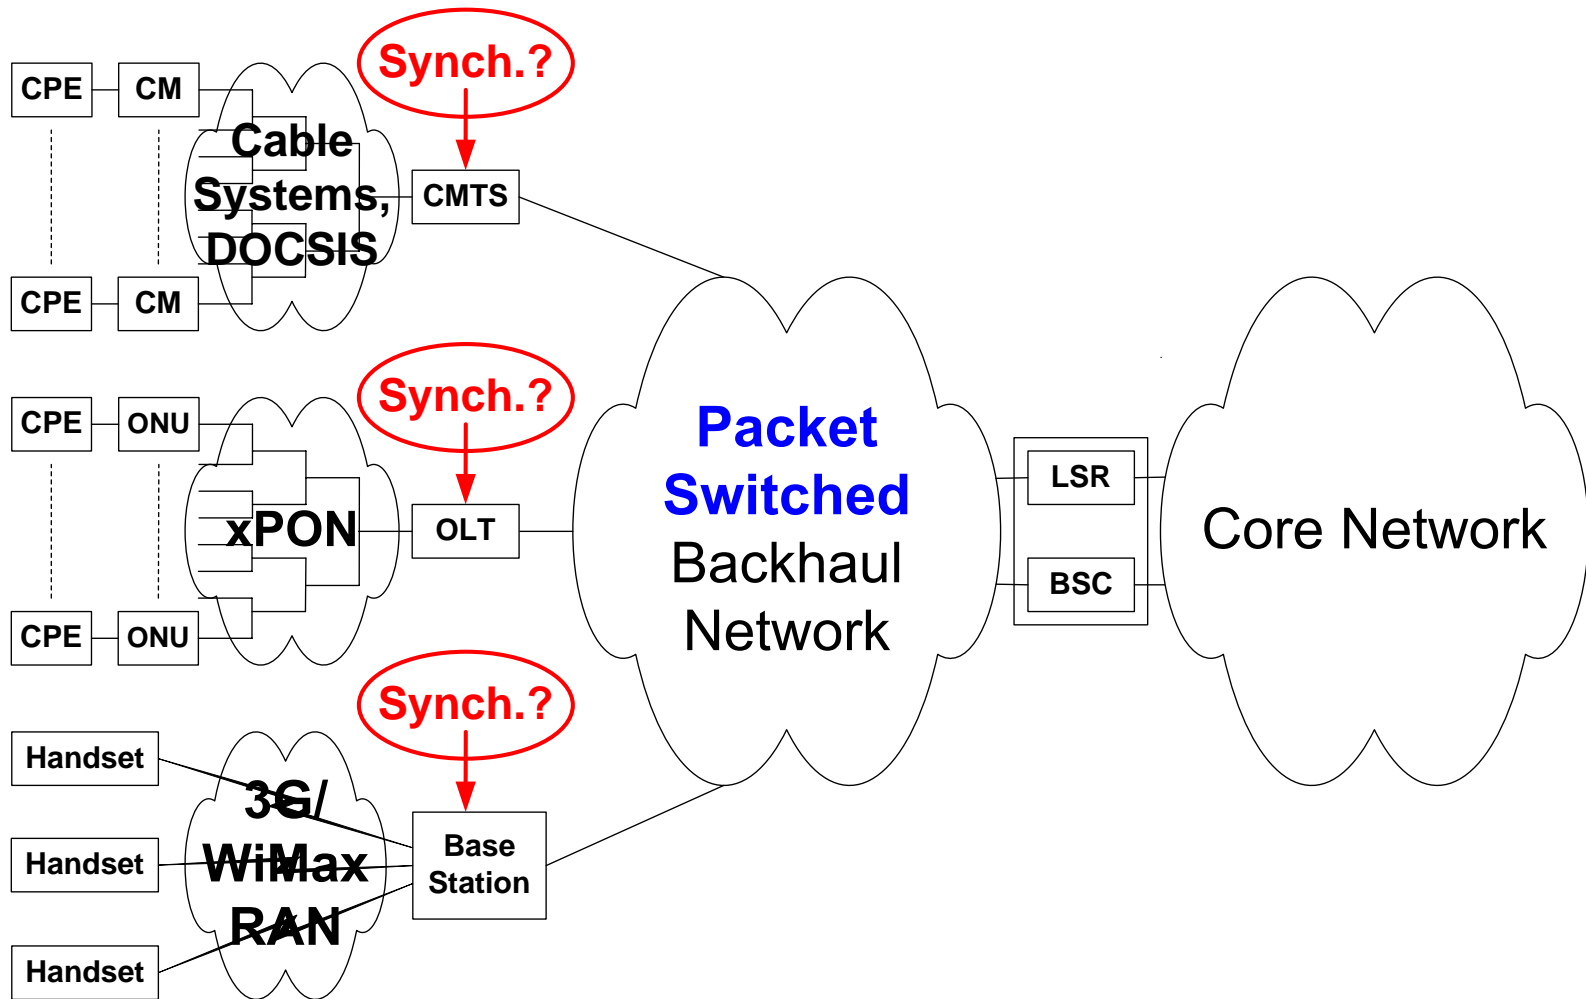 Synch.?
CPE
CM
Cable
Systems,
DOCSIS
CMTS
CPE
CM
Synch.?
CPE
ONU
xPON
OLT
CPE
ONU
Synch.?
Handset
3G/
WiMax
RAN
Handset
Base
Station
Handset
Packet
Switched
Backhaul
Network
LSR
BSC
Core Network